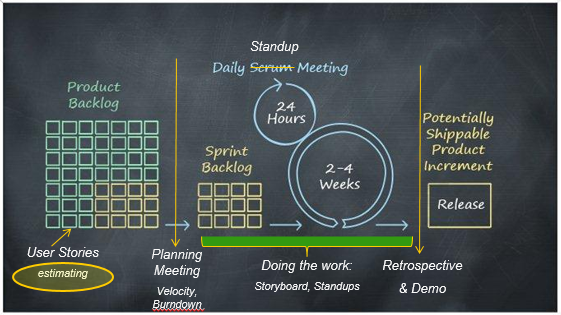 Standup
Daily Scrum Meeting
Product
Backlog
24
Hours
Sprint
Backlog
2-4
Weeks
Potentially
Shippable
Product
Increment
Release
User Stories
estimating
Planning
Meeting
Velocity,
Burndown
Doing the work:
Storyboard, Standups
Retrospective
& Demo